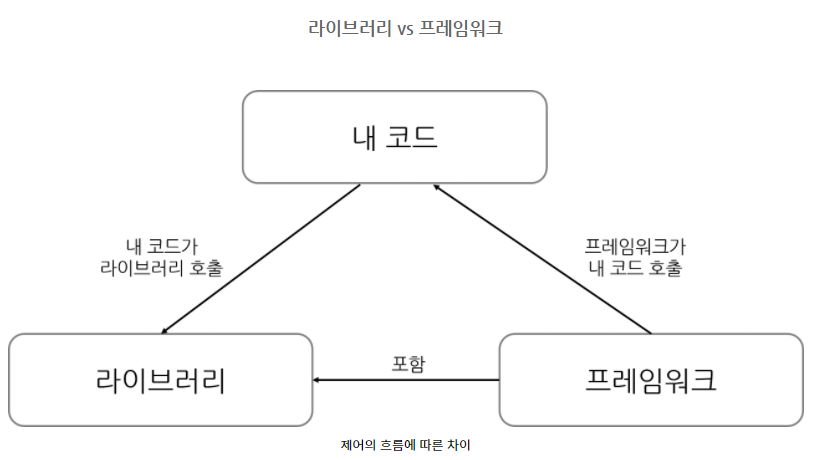 라이브러리 vs 프레임워크
내 코드
내 코드가
라이브러리 호출
프레임워크가
내 코드 호출
라이브러리
포함
프레임워크
제어의 흐름에 따른 차이